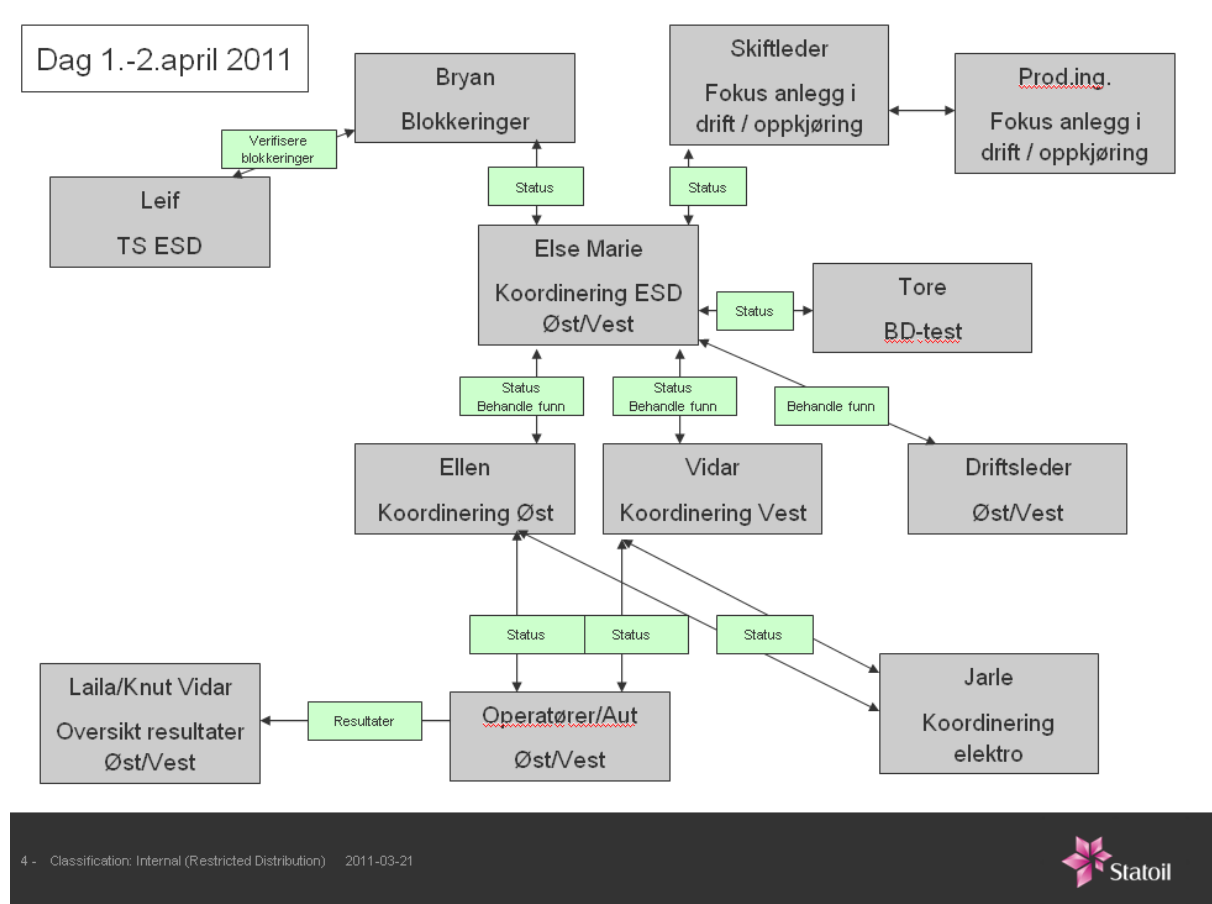 Dag 1.-2.april 2011
Bryan
Blokkeringer
Skiftleder
Fokus anlegg i
drift / oppkjøring
Prod.ing.
Fokus anlegg i
drift / oppkjøring
Verifisere
blokkeringer
Leif
TS ESD
Status
Status
Else Marie
Koordinering ESD
Øst/Vest
Status
Tore
BD-test
Status
Behandle funn
Status
Behandle funn
Behandle funn
Ellen
Koordinering Øst
Vidar
Koordinering Vest
Driftsleder
Øst/Vest
Status
Status
Status
Laila/Knut Vidar
Oversikt resultater
Øst/Vest
Resultater
Operatører/Aut
Øst/Vest
Jarle
Koordinering
elektro
4 - Classification: Internal (Restricted Distribution) 2011-03-21
Statoil